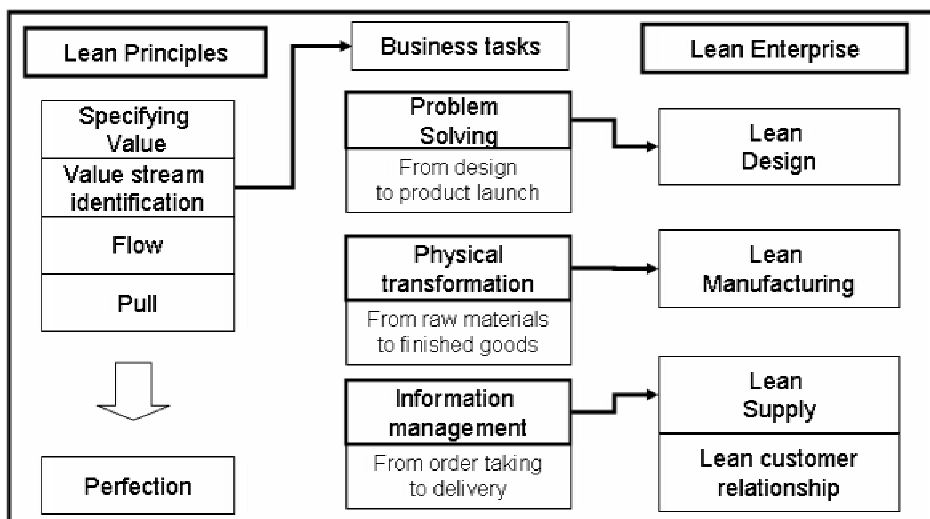 Lean Principles
Specifying
Value
Value stream
identification
Flow
Pull
Perfection
Business tasks
Problem
Solving
From design
to product launch
Physical
transformation
From raw materials
to finished goods
Information
management
From order taking
to delivery
Lean Enterprise
Lean
Design
Lean
Manufacturing
Lean
Supply
Lean customer
relationship